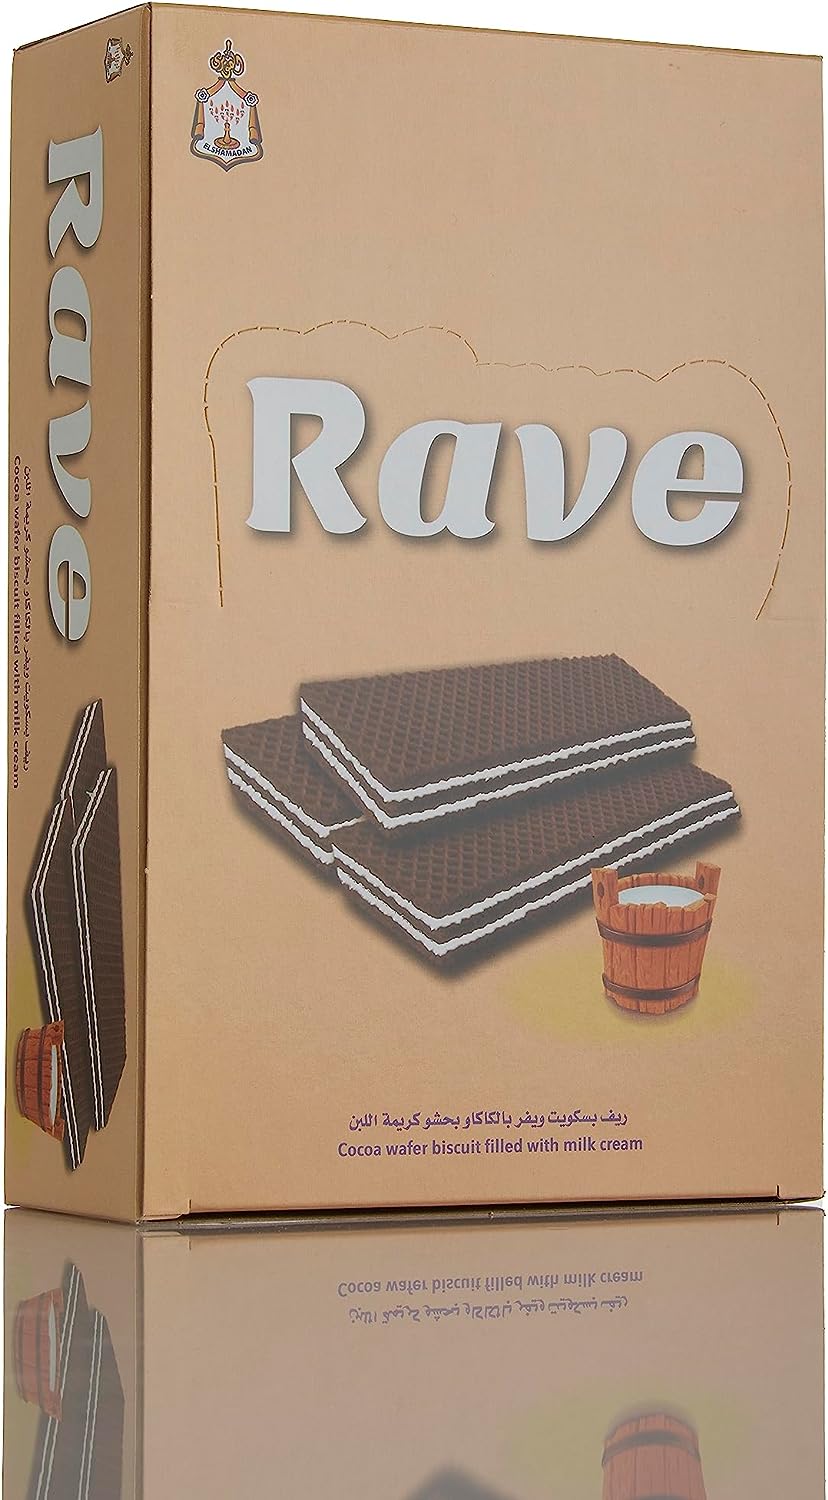 الشمعدان
ELSHAMADAN
Rave
ريف بسكويت ويفر بالكاكاو بحشو كريمة اللبن
Cocoa wafer biscuit filled with milk cream
Rave
ريف بسكويت ويفر بالكاكاو بحشو كريمة اللبن
Cocoa wafer biscuit filled with milk cream